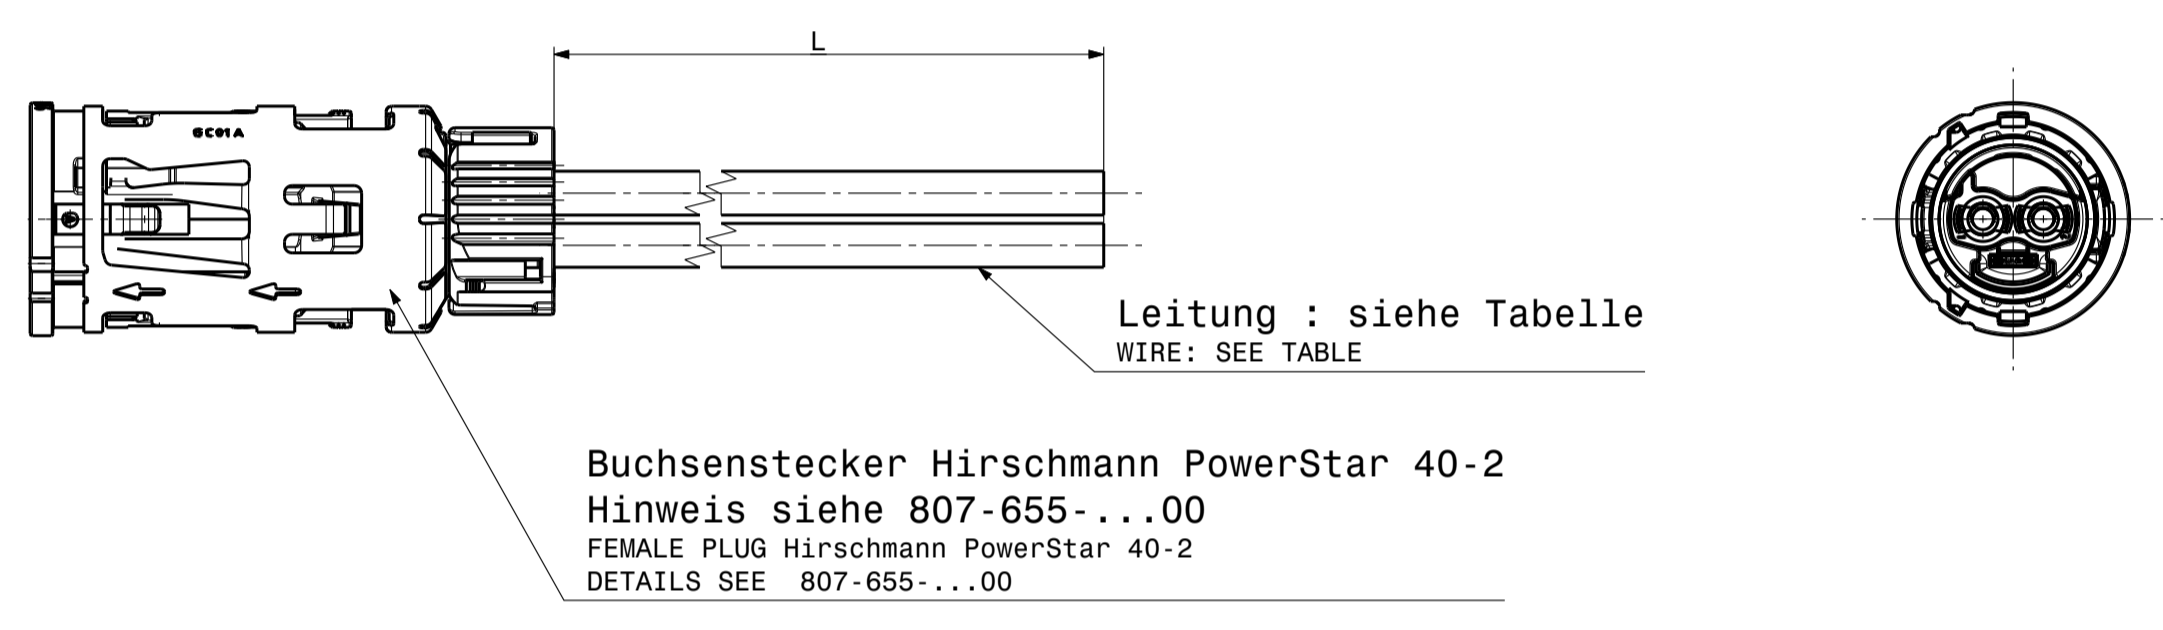 L
GC01A
Leitung : siehe Tabelle
WIRE: SEE TABLE
Buchsenstecker Hirschmann PowerStar 40-2
Hinweis siehe 807-655-...00
FEMALE PLUG Hirschmann PowerStar 40-2
DETAILS SEE 807-655-...00